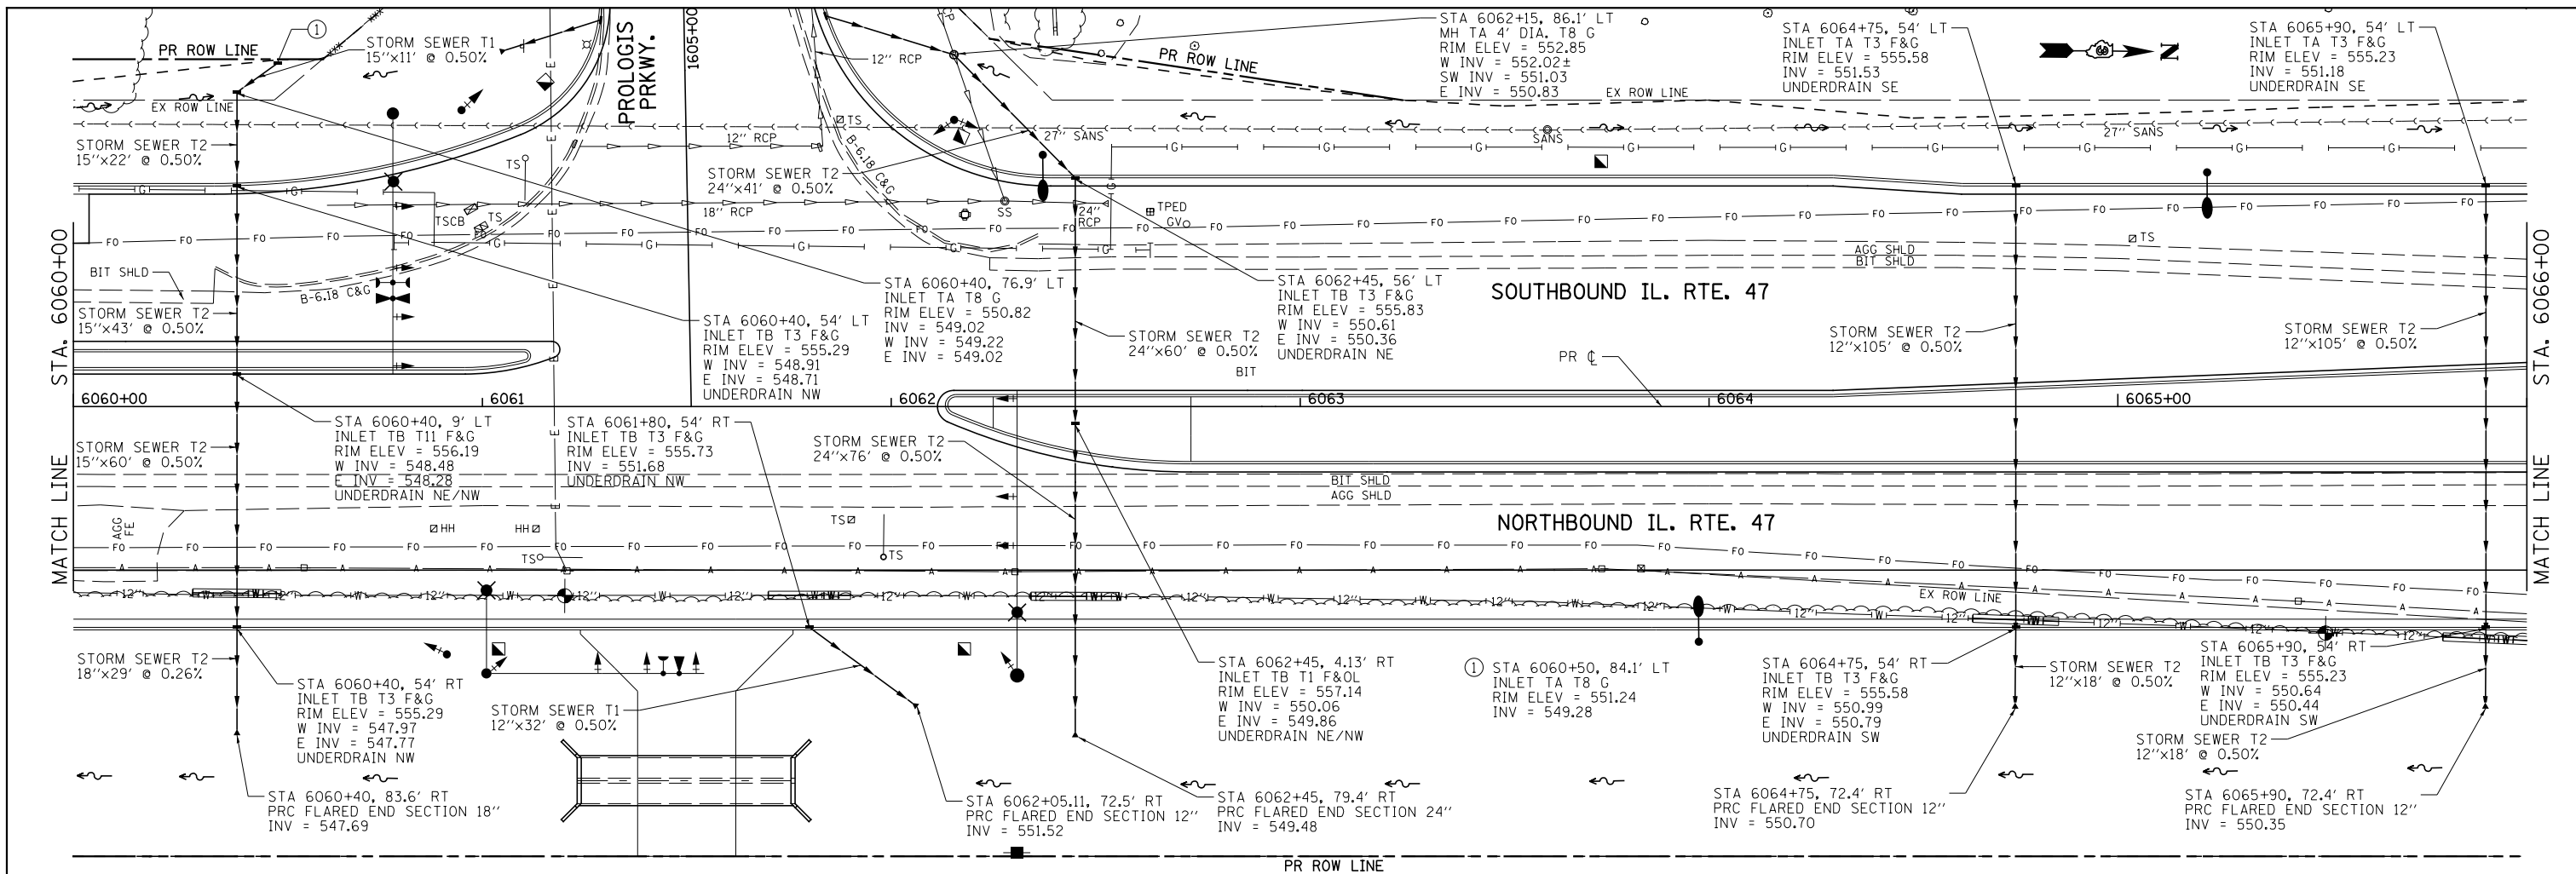 PR ROW LINE
①
STORM SEWER T1
15''x11' @ 0.50%
EX ROW LINE
STORM SEWER T2
15''x22' @ 0.50%
PROLOGIS
PRKWY.
1605+00
12'' RCP
12'' RCP
TS
TS
B-6.18 C&G
27'' SANS
STORM SEWER T2
24''x41' @ 0.50%
18'' RCP
SS
24''
RCP
TPED
GV
TSCB
TS
STA 6062+15, 86.1' LT
MH TA 4' DIA. T8 G
RIM ELEV = 552.85
W INV = 552.02±
SW INV = 551.03
E INV = 550.83
PR ROW LINE
EX ROW LINE
STA 6064+75, 54' LT
INLET TA T3 F&G
RIM ELEV = 555.58
INV = 551.53
UNDERDRAIN SE
N
STA 6065+90, 54' LT
INLET TA T3 F&G
RIM ELEV = 555.23
INV = 551.18
UNDERDRAIN SE
SANS
27'' SANS
TS
AGG SHLD
BIT SHLD
BIT SHLD
B-6.18 C&G
STORM SEWER T2
15''x43' @ 0.50%
STA 6060+40, 54' LT
INLET TB T3 F&G
RIM ELEV = 555.29
W INV = 548.91
E INV = 548.71
UNDERDRAIN NW
STA 6060+40, 76.9' LT
INLET TA T8 G
RIM ELEV = 550.82
INV = 549.02
W INV = 549.22
E INV = 549.02
STORM SEWER T2
24''x60' @ 0.50%
STA 6062+45, 56' LT
INLET TB T3 F&G
RIM ELEV = 555.83
W INV = 550.61
E INV = 550.36
UNDERDRAIN NE
BIT
SOUTHBOUND IL. RTE. 47
PR ℄
STORM SEWER T2
12''x105' @ 0.50%
STORM SEWER T2
12''x105' @ 0.50%
MATCH LINE STA. 6060+00
MATCH LINE STA. 6066+00
6060+00
6061
6062
6063
6064
6065+00
STORM SEWER T2
15''x60' @ 0.50%
STA 6060+40, 9' LT
INLET TB T11 F&G
RIM ELEV = 556.19
W INV = 548.48
E INV = 548.28
UNDERDRAIN NE/NW
STA 6061+80, 54' RT
INLET TB T3 F&G
RIM ELEV = 555.73
INV = 551.68
UNDERDRAIN NW
STORM SEWER T2
24''x76' @ 0.50%
BIT SHLD
AGG SHLD
AGG
FE
HH
HH
TS
TS
TS
NORTHBOUND IL. RTE. 47
EX ROW LINE
STORM SEWER T2
18''x29' @ 0.26%
STA 6060+40, 54' RT
INLET TB T3 F&G
RIM ELEV = 555.29
W INV = 547.97
E INV = 547.77
UNDERDRAIN NW
STORM SEWER T1
12''x32' @ 0.50%
STA 6062+45, 4.13' RT
INLET TB T1 F&OL
RIM ELEV = 557.14
W INV = 550.06
E INV = 549.86
UNDERDRAIN NE/NW
① STA 6060+50, 84.1' LT
INLET TA T8 G
RIM ELEV = 551.24
INV = 549.28
STA 6064+75, 54' RT
INLET TB T3 F&G
RIM ELEV = 555.58
W INV = 550.99
E INV = 550.79
UNDERDRAIN SW
STORM SEWER T2
12''x18' @ 0.50%
STA 6065+90, 54' RT
INLET TB T3 F&G
RIM ELEV = 555.23
W INV = 550.64
E INV = 550.44
UNDERDRAIN SW
STORM SEWER T2
12''x18' @ 0.50%
STA 6060+40, 83.6' RT
PRC FLARED END SECTION 18''
INV = 547.69
STA 6062+05.11, 72.5' RT
PRC FLARED END SECTION 12''
INV = 551.52
STA 6062+45, 79.4' RT
PRC FLARED END SECTION 24''
INV = 549.48
STA 6064+75, 72.4' RT
PRC FLARED END SECTION 12''
INV = 550.70
STA 6065+90, 72.4' RT
PRC FLARED END SECTION 12''
INV = 550.35
PR ROW LINE